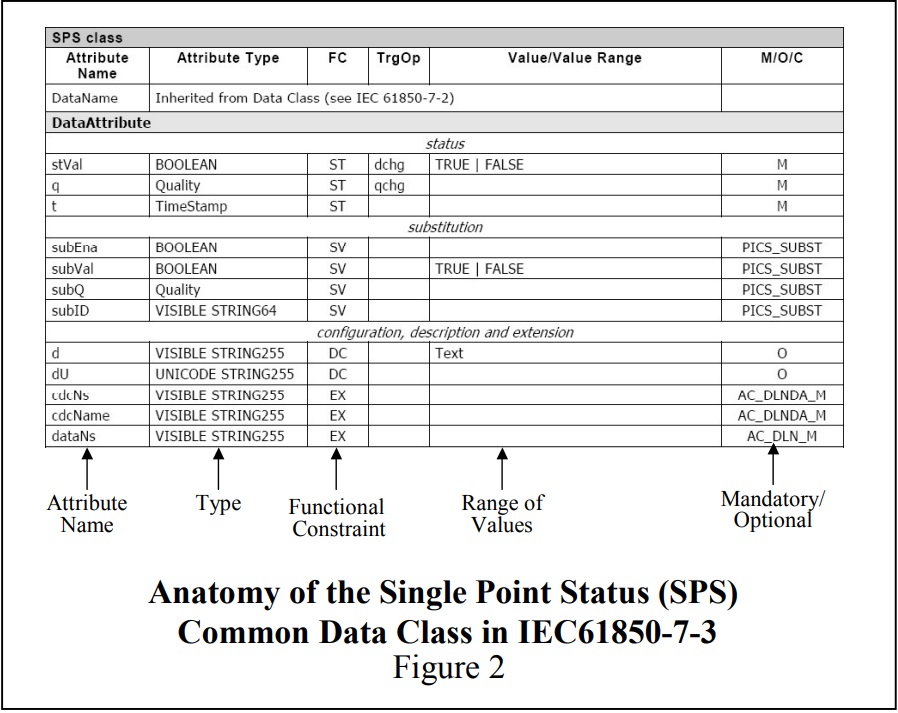 SPS class
Attribute Name Attribute Type FC TrgOp Value/Value Range M/O/C
DataName Inherited from Data Class (see IEC 61850-7-2)
DataAttribute
status
stVal BOOLEAN ST dchg TRUE | FALSE M
q Quality ST qchg M
t TimeStamp ST M
substitution
subEna BOOLEAN SV PICS_SUBST
subVal BOOLEAN SV TRUE | FALSE PICS_SUBST
subQ Quality SV PICS_SUBST
subID VISIBLE STRING64 SV PICS_SUBST
configuration, description and extension
d VISIBLE STRING255 DC Text O
dU UNICODE STRING255 DC O
cdcNs VISIBLE STRING255 EX AC_DLNDA_M
cdcName VISIBLE STRING255 EX AC_DLNDA_M
dataNs VISIBLE STRING255 EX AC_DLN_M
Attribute
Name
Type
Functional
Constraint
Range of
Values
Mandatory/
Optional
Anatomy of the Single Point Status (SPS)
Common Data Class in IEC61850-7-3
Figure 2